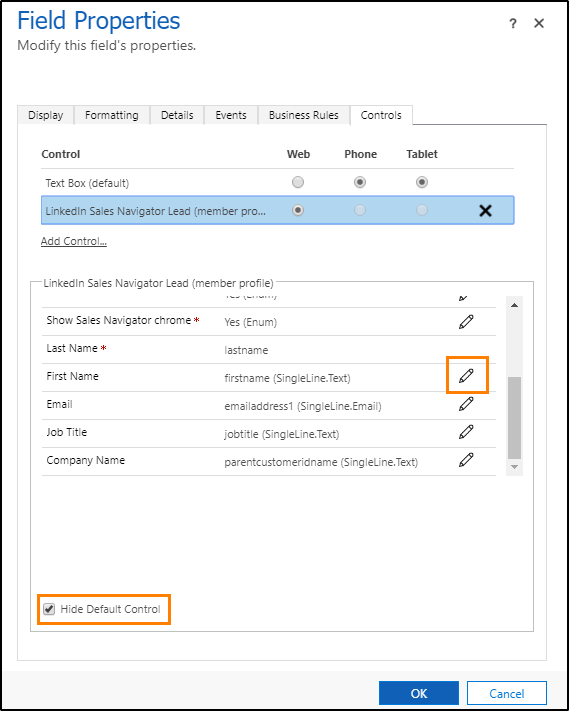 Field Properties
?
Modify this field's properties.
Display Formatting Details Events Business Rules Controls
Control Web Phone Tablet
Text Box (default)
LinkedIn Sales Navigator Lead (member pro...
Add Control...
LinkedIn Sales Navigator Lead (member profile)
Yes (Enum)
Show Sales Navigator chrome * Yes (Enum)
Last Name * lastname
First Name firstname (SingleLine.Text)
Email emailaddress1 (SingleLine.Email)
Job Title jobtitle (SingleLine.Text)
Company Name parentcustomeridname (SingleLine.Text)
Hide Default Control
OK Cancel